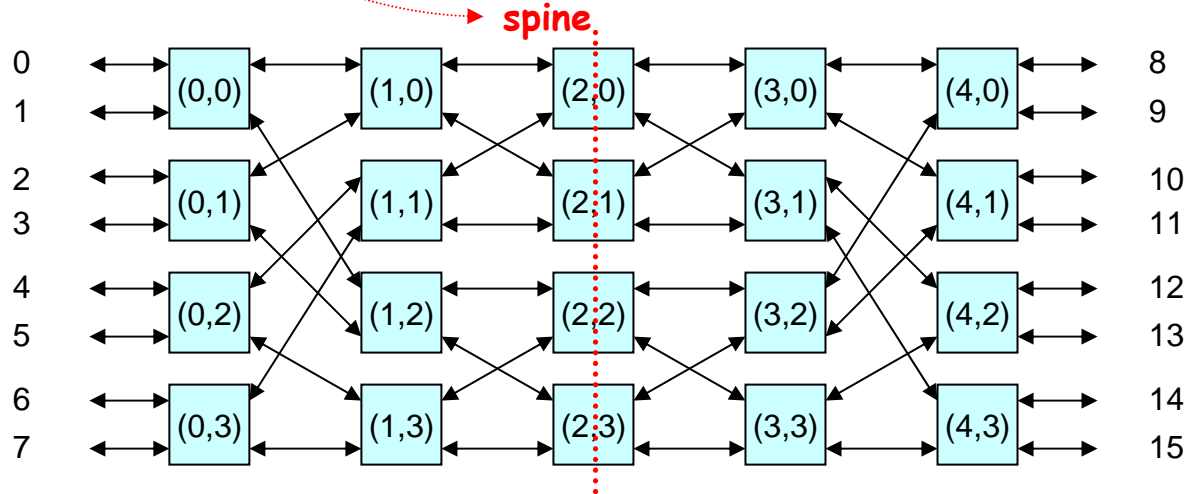 spine
0 (0,0) (1,0) (2,0) (3,0) (4,0) 8
1 9
2 10
(0,1) (1,1) (2,1) (3,1) (4,1)
3 11
4 12
(0,2) (1,2) (2,2) (3,2) (4,2)
5 13
6 14
(0,3) (1,3) (2,3) (3,3) (4,3)
7 15